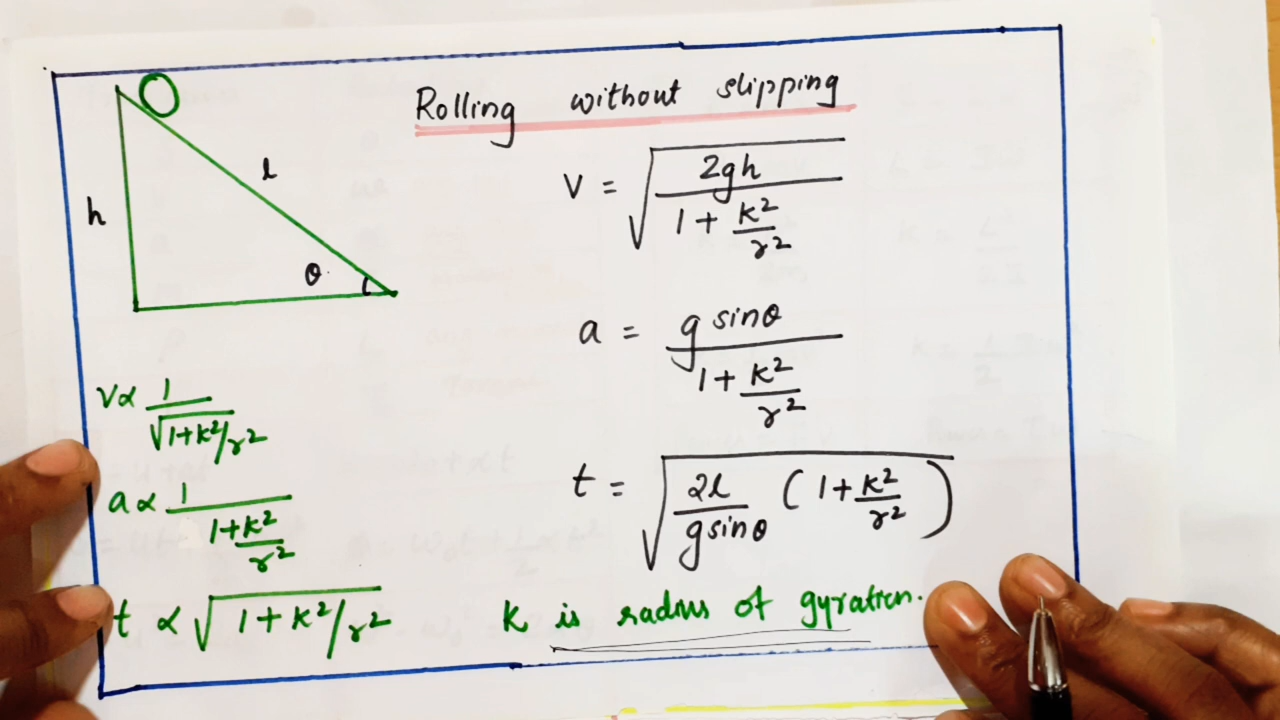 Rolling without slipping
h
l
θ
v = √(2gh / (1 + k²/r²))
a = g sinθ / (1 + k²/r²)
t = √(2l / g sinθ (1 + k²/r²))
v ∝ 1 / √(1 + k²/r²)
a ∝ 1 / (1 + k²/r²)
t ∝ √(1 + k²/r²)
K is radius of gyration.